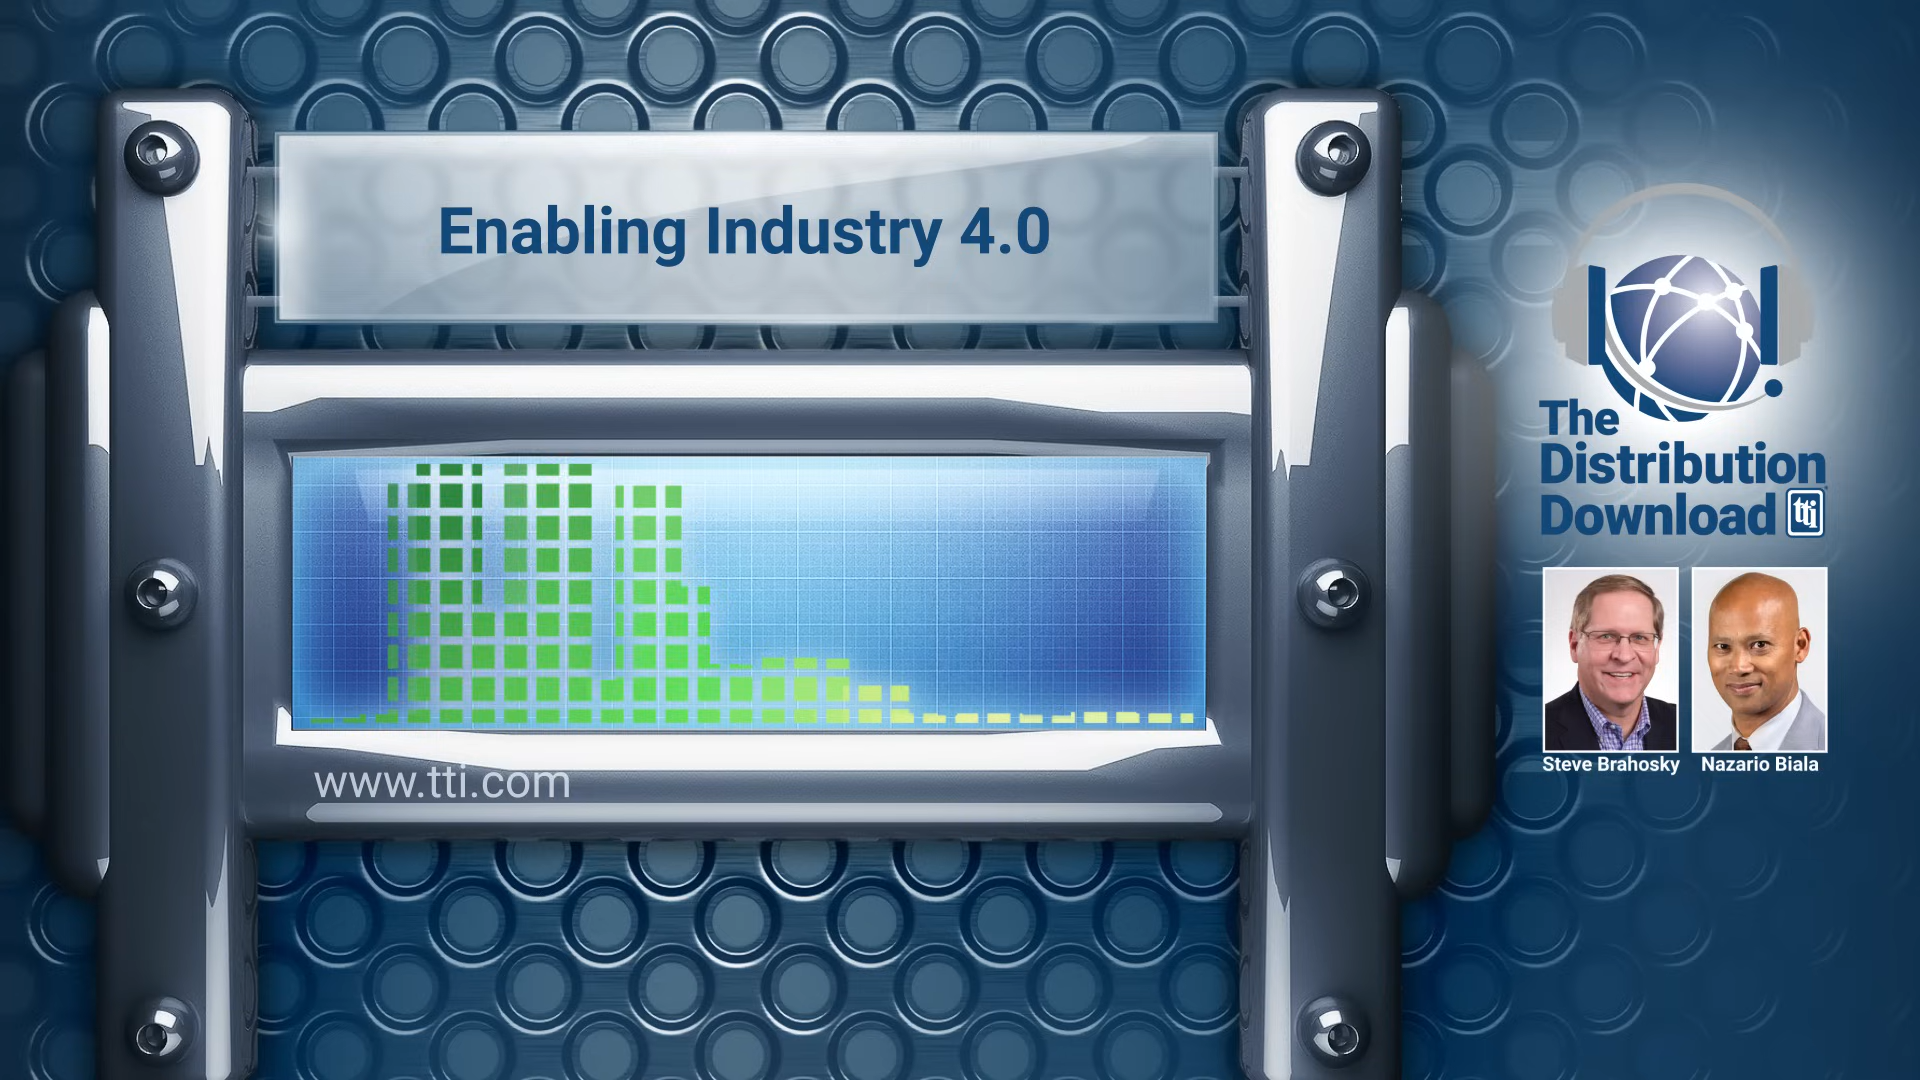 Enabling Industry 4.0
www.tti.com
The
Distribution
Download tti
Steve Brahosky
Nazario Biala